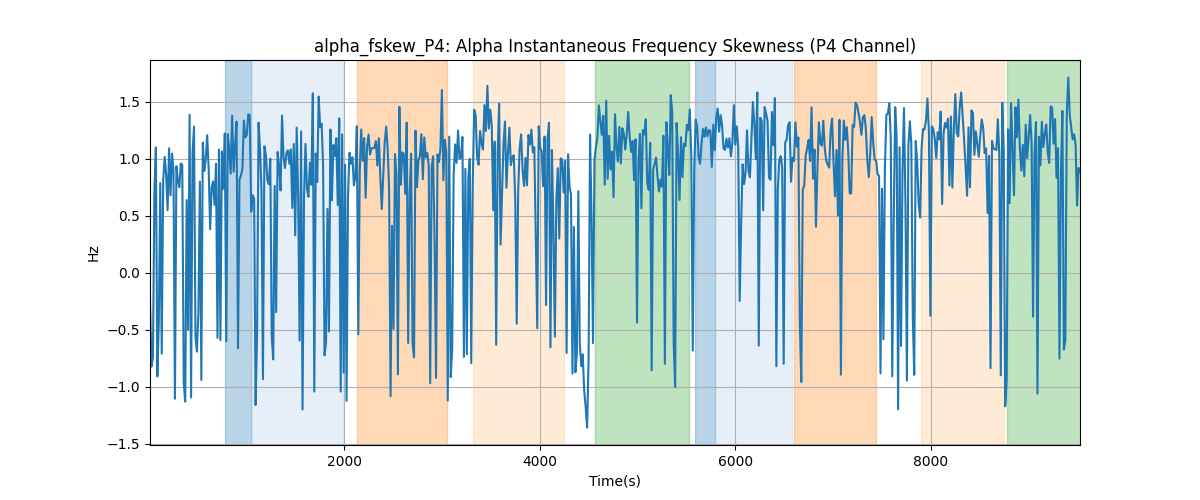 alpha_fskew_P4: Alpha Instantaneous Frequency Skewness (P4 Channel)
Hz
1.5
1.0
0.5
0.0
−0.5
−1.0
−1.5
2000 4000 6000 8000
Time(s)